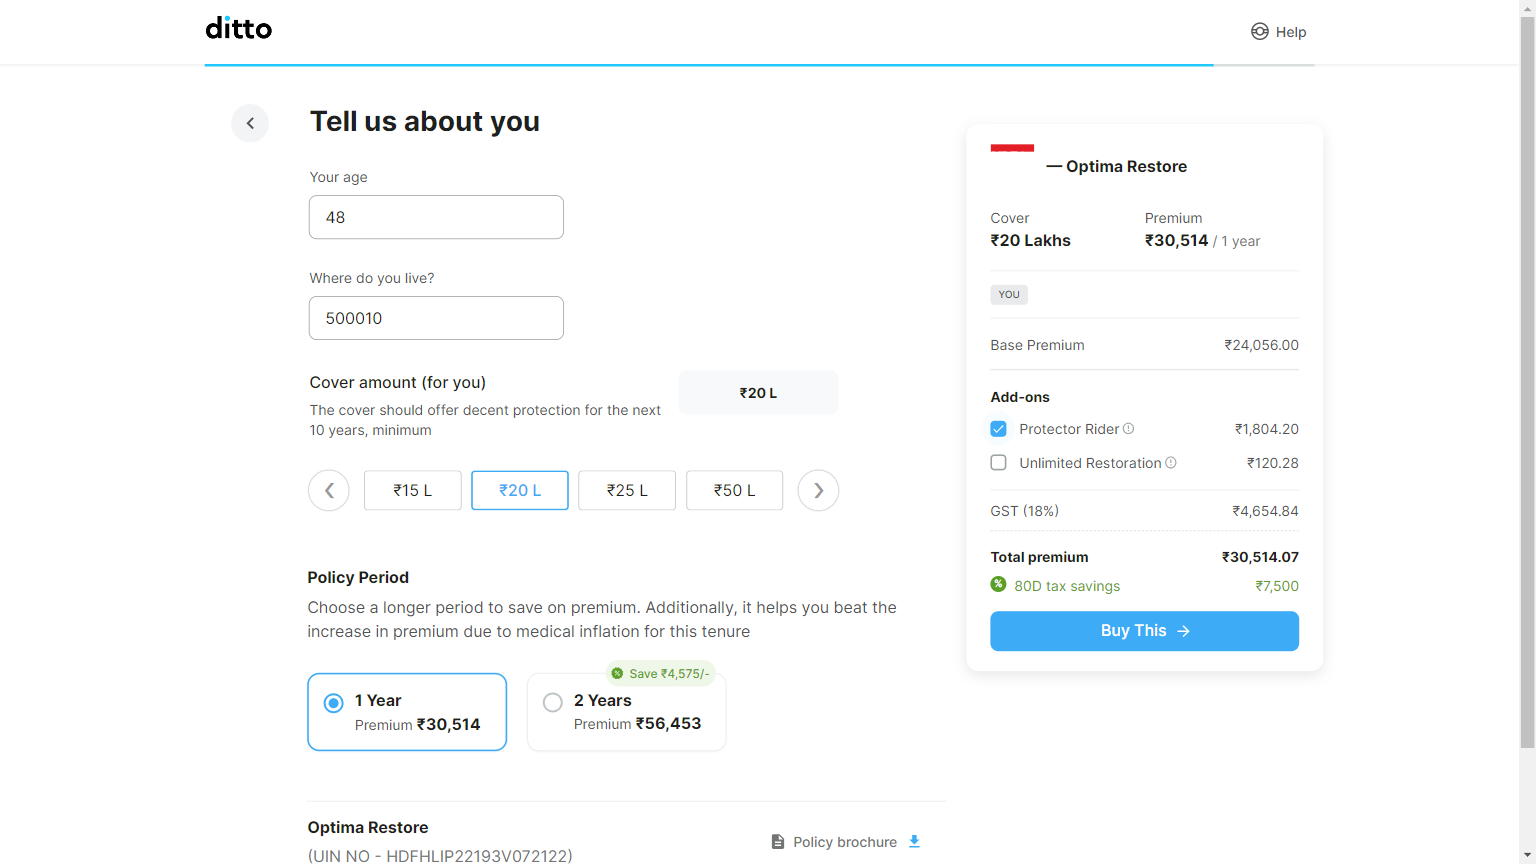 ditto
Help
Tell us about you
Your age
48
Where do you live?
500010
Cover amount (for you)
The cover should offer decent protection for the next
10 years, minimum
₹20 L
₹15 L
₹20 L
₹25 L
₹50 L
Policy Period
Choose a longer period to save on premium. Additionally, it helps you beat the
increase in premium due to medical inflation for this tenure
1 Year
Premium ₹30,514
Save ₹4,575/-
2 Years
Premium ₹56,453
Optima Restore
(UIN NO - HDFHLIP22193V072122)
Policy brochure
— Optima Restore
Cover
₹20 Lakhs
Premium
₹30,514 / 1 year
YOU
Base Premium ₹24,056.00
Add-ons
Protector Rider ₹1,804.20
Unlimited Restoration ₹120.28
GST (18%) ₹4,654.84
Total premium ₹30,514.07
80D tax savings ₹7,500
Buy This →